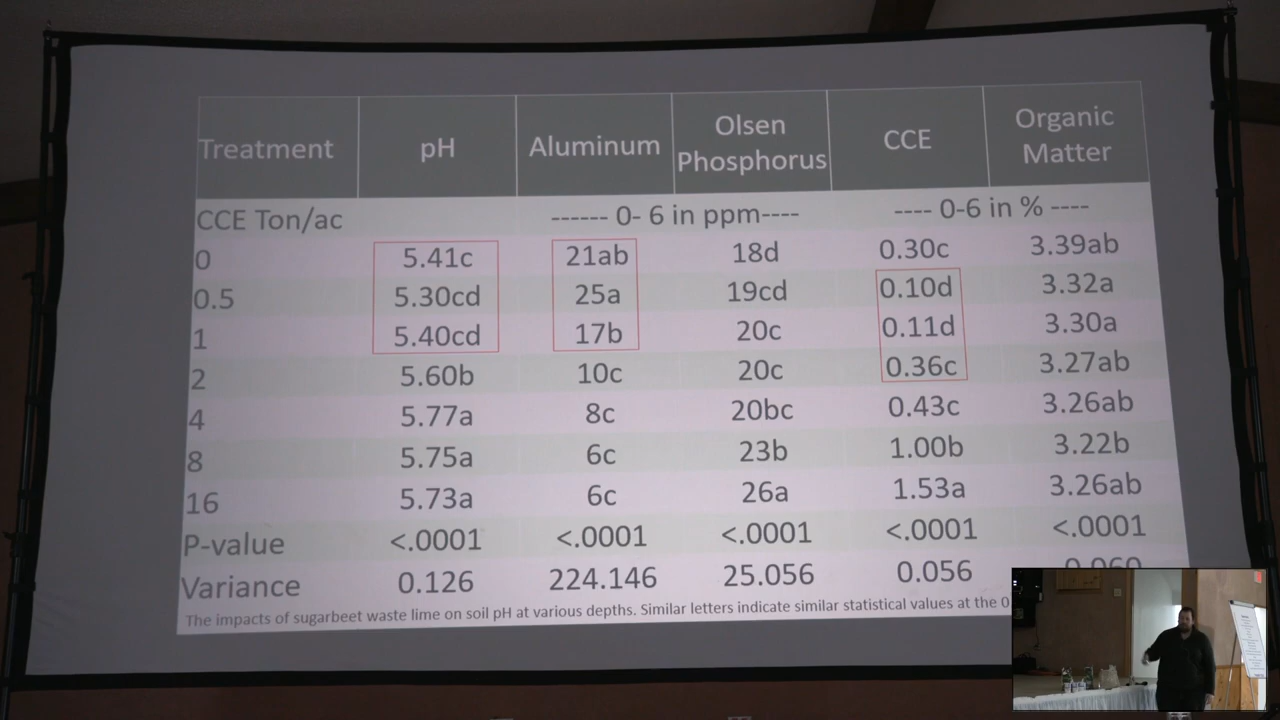 Treatment pH Aluminum Olsen Phosphorus CCE Organic Matter
CCE Ton/ac ------ 0- 6 in ppm---- ---- 0-6 in % ----
0 5.41c 21ab 18d 0.30c 3.39ab
0.5 5.30cd 25a 19cd 0.10d 3.32a
1 5.40cd 17b 20c 0.11d 3.30a
2 5.60b 10c 20c 0.36c 3.27ab
4 5.77a 8c 20bc 0.43c 3.26ab
8 5.75a 6c 23b 1.00b 3.22b
16 5.73a 6c 26a 1.53a 3.26ab
P-value <.0001 <.0001 <.0001 <.0001 <.0001
Variance 0.126 224.146 25.056 0.056 0.060
The impacts of sugarbeet waste lime on soil pH at various depths. Similar letters indicate similar statistical values at the 0